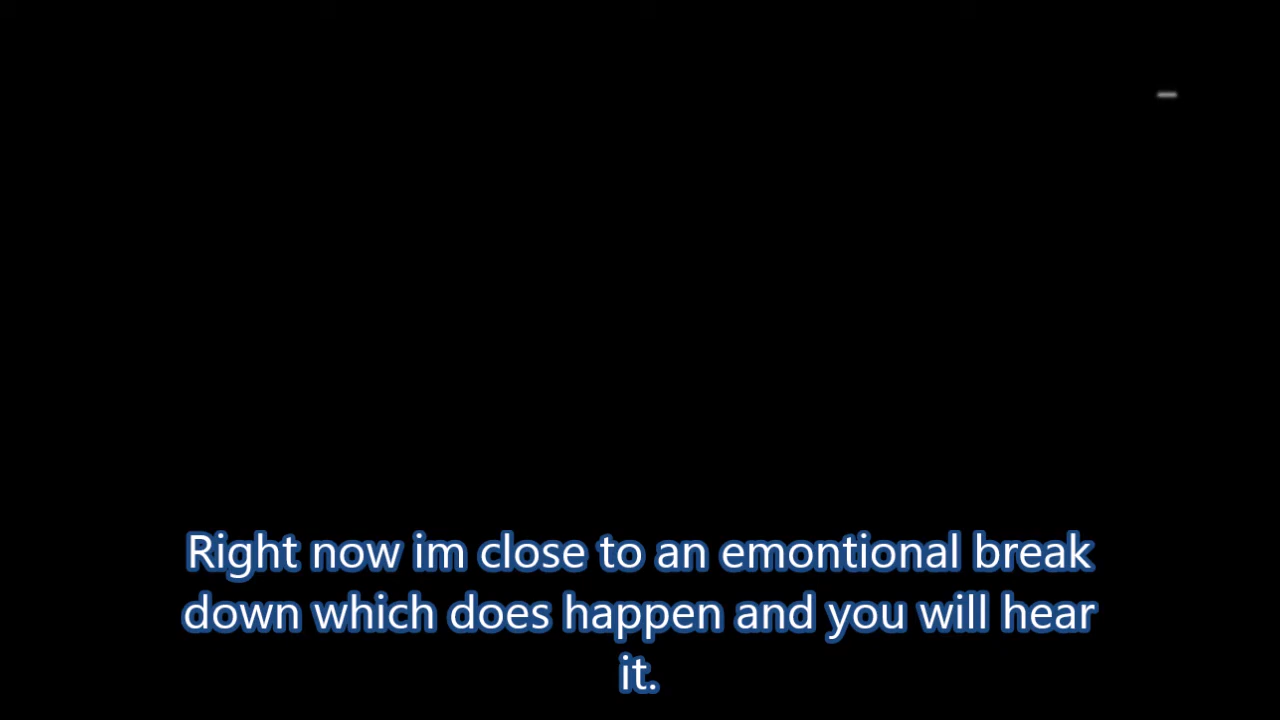 Right now im close to an emontional break
down which does happen and you will hear
it.